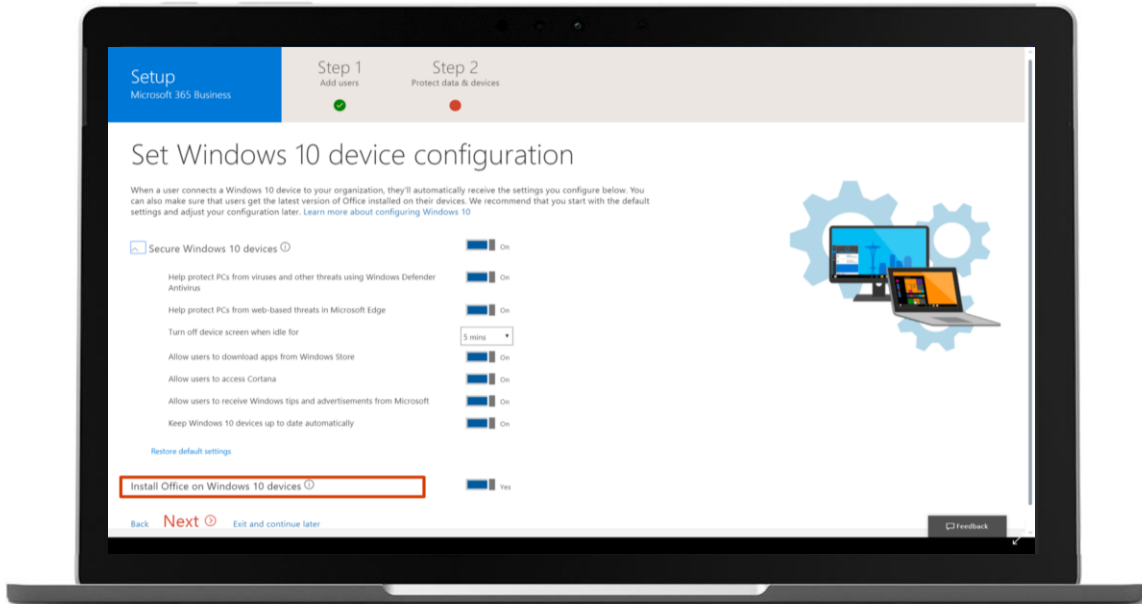 Setup
Microsoft 365 Business
Step 1
Add users
Step 2
Protect data & devices
Set Windows 10 device configuration
When a user connects a Windows 10 device to your organization, they'll automatically receive the settings you configure below. You
can also make sure that users get the latest version of Office installed on their devices. We recommend that you start with the default
settings and adjust your configuration later. Learn more about configuring Windows 10
Secure Windows 10 devices On
Help protect PCs from viruses and other threats using Windows Defender
Antivirus On
Help protect PCs from web-based threats in Microsoft Edge On
Turn off device screen when idle for 5 mins
Allow users to download apps from Windows Store On
Allow users to access Cortana On
Allow users to receive Windows tips and advertisements from Microsoft On
Keep Windows 10 devices up to date automatically On
Restore default settings
Install Office on Windows 10 devices Yes
Back Next Exit and continue later
Feedback